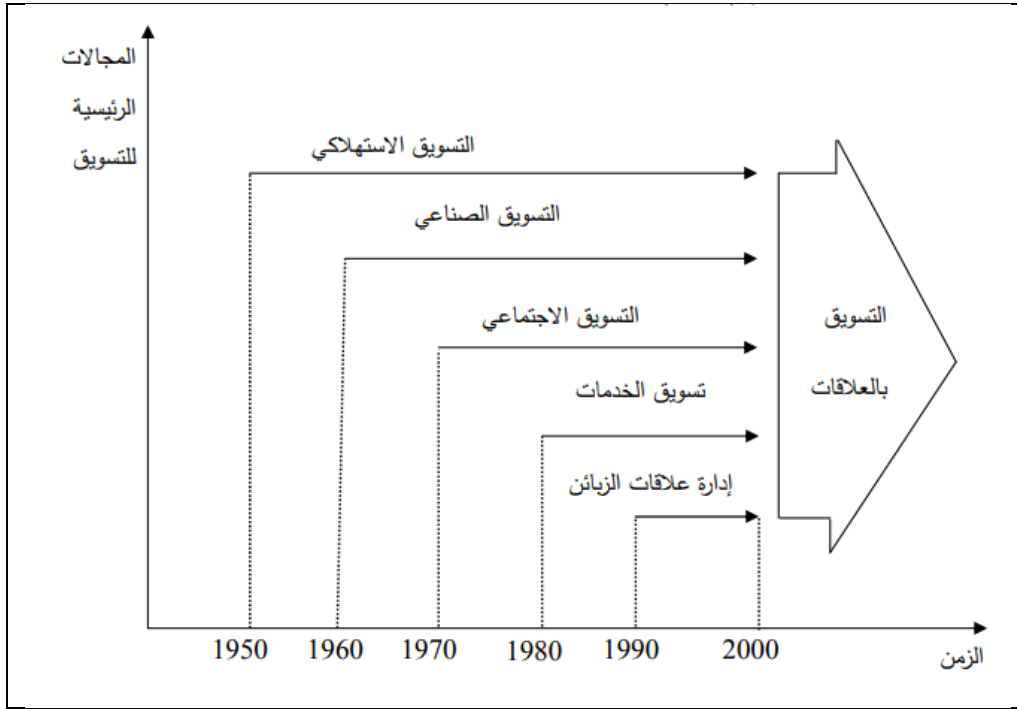 المجالات
الرئيسية
للتسويق
التسويق الاستهلاكي
التسويق الصناعي
التسويق الاجتماعي
تسويق الخدمات
إدارة علاقات الزبائن
التسويق
بالعلاقات
1950 1960 1970 1980 1990 2000
الزمن